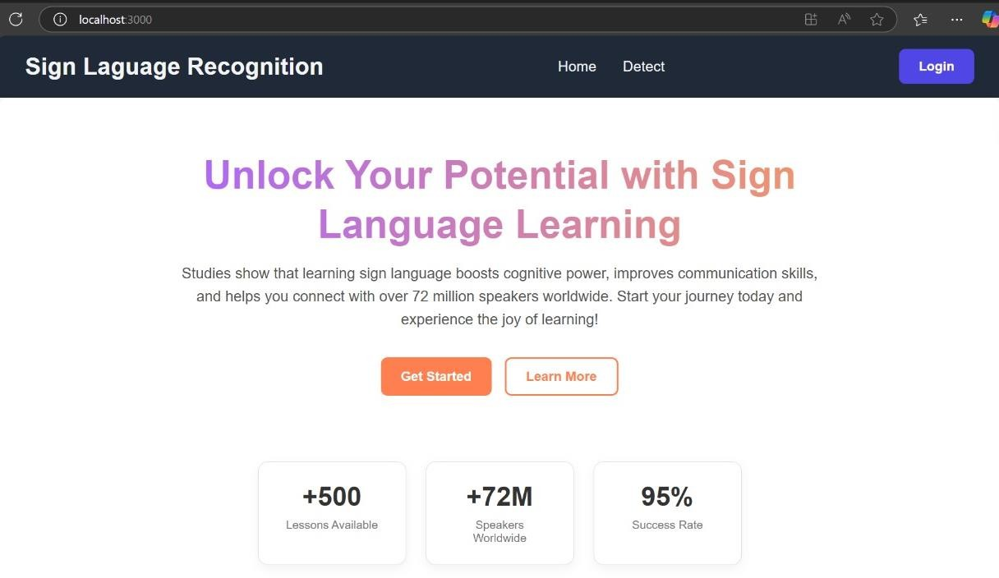 localhost:3000
Sign Laguage Recognition
Home
Detect
Login
Unlock Your Potential with Sign
Language Learning
Studies show that learning sign language boosts cognitive power, improves communication skills,
and helps you connect with over 72 million speakers worldwide. Start your journey today and
experience the joy of learning!
Get Started
Learn More
+500
Lessons Available
+72M
Speakers
Worldwide
95%
Success Rate